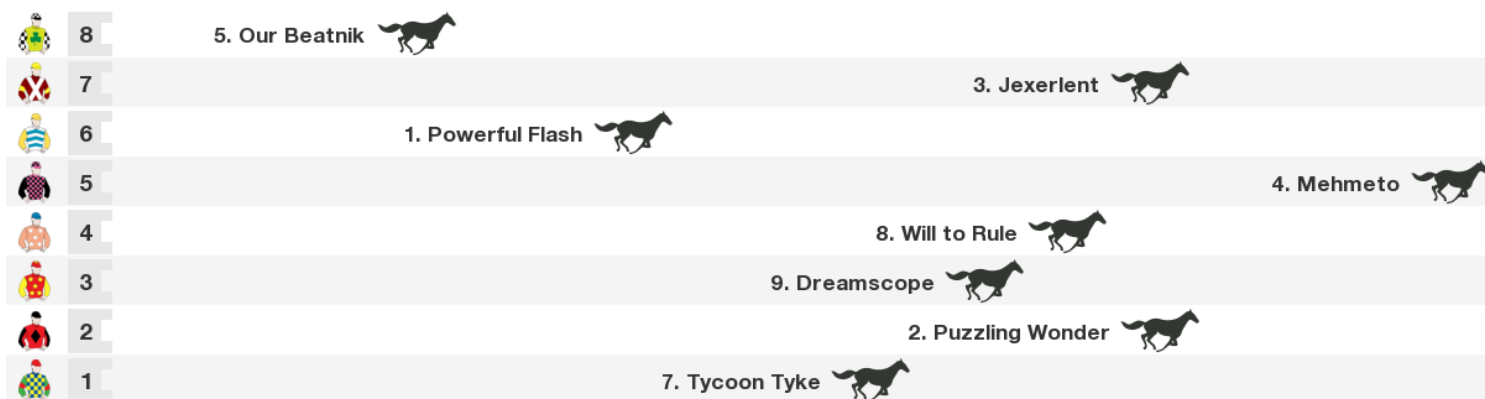 8 5. Our Beatnik
7 3. Jexerlent
6 1. Powerful Flash
5 4. Mehmeto
4 8. Will to Rule
3 9. Dreamscope
2 2. Puzzling Wonder
1 7. Tycoon Tyke